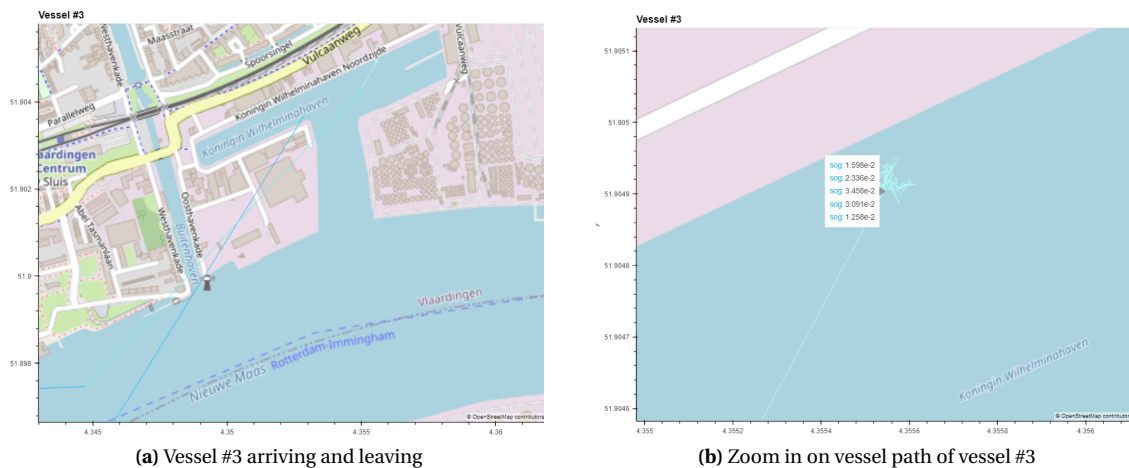 Vessel #3
51.904
51.902
51.9
51.898
4.345
4.35
4.355
4.36
Westhavenkade
Maasstraat
Spoorsingel
Vulcaanweg
Vulcaanweg
Parallelweg
Koningin Wilhelminahaven Noordzijde
Koningin Wilhelminahaven
aardingen
Centrum
Sluis
Abel Tasmanlaan
Westhavenkade
Buitenhaven
Oosthavenkade
Vlaardingen
Rotterdam-Immingham
Nieuwe Maas
© OpenStreetMap contributors
(a) Vessel #3 arriving and leaving
Vessel #3
51.9051
51.905
51.9049
51.9048
51.9047
51.9046
sog: 1.598e-2
sog: 2.336e-2
sog: 3.458e-2
sog: 3.091e-2
sog: 1.258e-2
Koningin Wilhelminahaven
© OpenStreetMap contributors
4.355
4.3552
4.3554
4.3556
4.3558
4.356
(b) Zoom in on vessel path of vessel #3